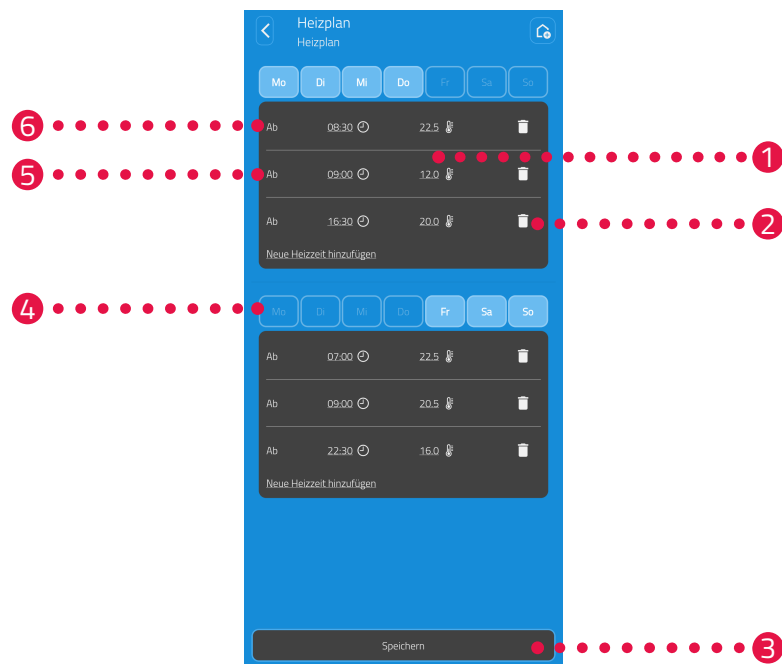 Heizplan
Heizplan
Mo Di Mi Do Fr Sa So
6 Ab 08:30 22.5
1
5 Ab 09:00 12.0
Ab 16:30 20.0 2
Neue Heizzeit hinzufügen
4 Mo Di Mi Do Fr Sa So
Ab 07:00 22.5
Ab 09:00 20.5
Ab 22:30 16.0
Neue Heizzeit hinzufügen
Speichern 3